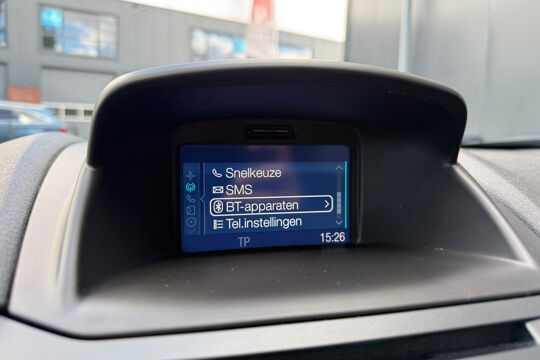 Snelkeuze
SMS
BT-apparaten
Tel.instellingen
TP 15:26